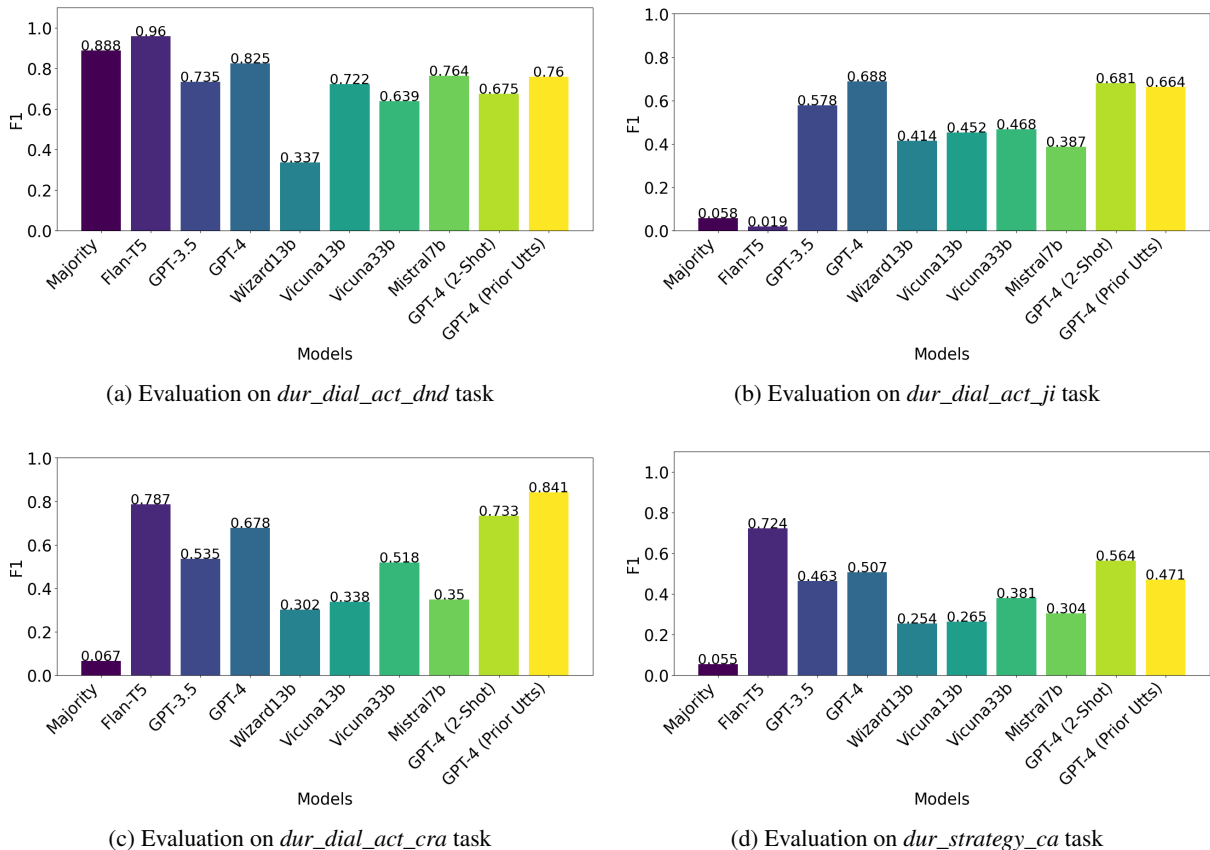 1.0
0.8
0.6
0.4
0.2
0.0
F1
0.888
0.96
0.735
0.825
0.337
0.722
0.639
0.764
0.675
0.76
Majority
Flan-T5
GPT-3.5
GPT-4
Wizard13b
Vicuna13b
Vicuna33b
Mistral7b
GPT-4 (2-Shot)
GPT-4 (Prior Utts)
Models
(a) Evaluation on dur_dial_act_dnd task
1.0
0.8
0.6
0.4
0.2
0.0
F1
0.058
0.019
0.578
0.688
0.414
0.452
0.468
0.387
0.681
0.664
Majority
Flan-T5
GPT-3.5
GPT-4
Wizard13b
Vicuna13b
Vicuna33b
Mistral7b
GPT-4 (2-Shot)
GPT-4 (Prior Utts)
Models
(b) Evaluation on dur_dial_act_ji task
1.0
0.8
0.6
0.4
0.2
0.0
F1
0.067
0.787
0.535
0.678
0.302
0.338
0.518
0.35
0.733
0.841
Majority
Flan-T5
GPT-3.5
GPT-4
Wizard13b
Vicuna13b
Vicuna33b
Mistral7b
GPT-4 (2-Shot)
GPT-4 (Prior Utts)
Models
(c) Evaluation on dur_dial_act_cra task
1.0
0.8
0.6
0.4
0.2
0.0
F1
0.055
0.724
0.463
0.507
0.254
0.265
0.381
0.304
0.564
0.471
Majority
Flan-T5
GPT-3.5
GPT-4
Wizard13b
Vicuna13b
Vicuna33b
Mistral7b
GPT-4 (2-Shot)
GPT-4 (Prior Utts)
Models
(d) Evaluation on dur_strategy_ca task